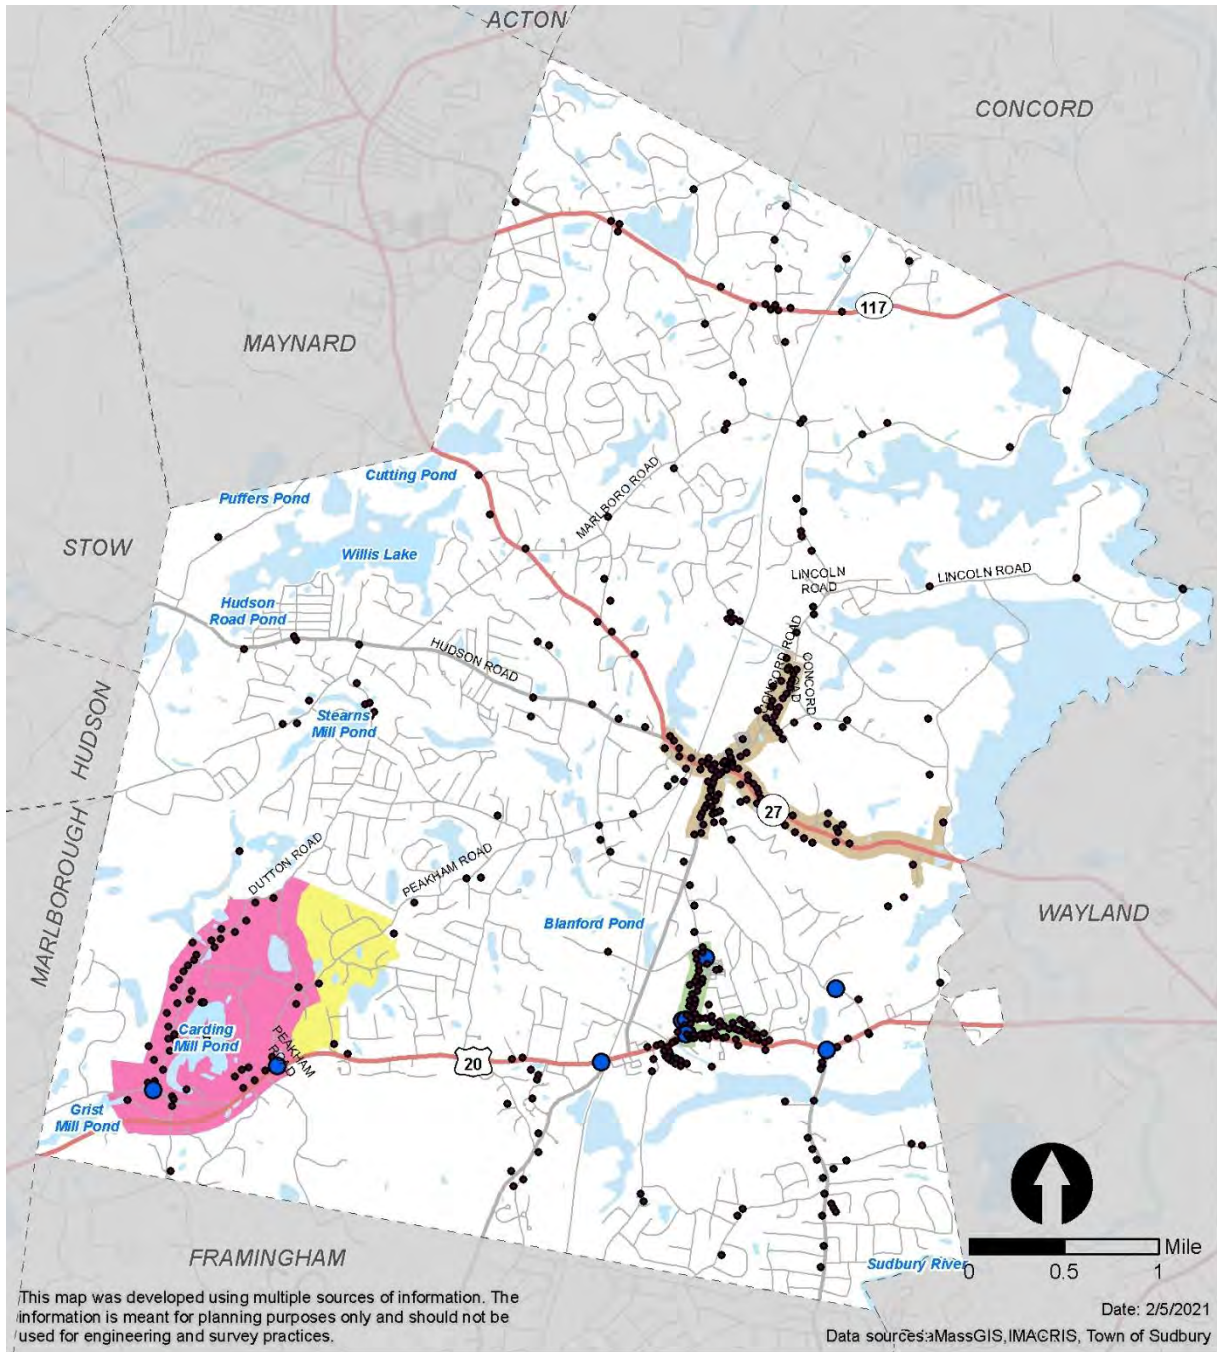 ACTON
CONCORD
117
MAYNARD
MARLBORO ROAD
Cutting Pond
Puffers Pond
STOW
Willis Lake
LINCOLN
ROAD
LINCOLN ROAD
Hudson
Road Pond
HUDSON ROAD
CONCORD ROAD
CONCORD
ROAD
HUDSON
Stearns
Mill Pond
27
MARLBOROUGH
DUTTON ROAD
PEAKHAM ROAD
Blanford Pond
WAYLAND
Carding
Mill Pond
PEAKHAM
ROAD
20
Grist
Mill Pond
FRAMINGHAM
Sudbury River
Mile
0 0.5 1
This map was developed using multiple sources of information. The
information is meant for planning purposes only and should not be
used for engineering and survey practices.
Date: 2/5/2021
Data sources: MassGIS, MACRIS, Town of Sudbury